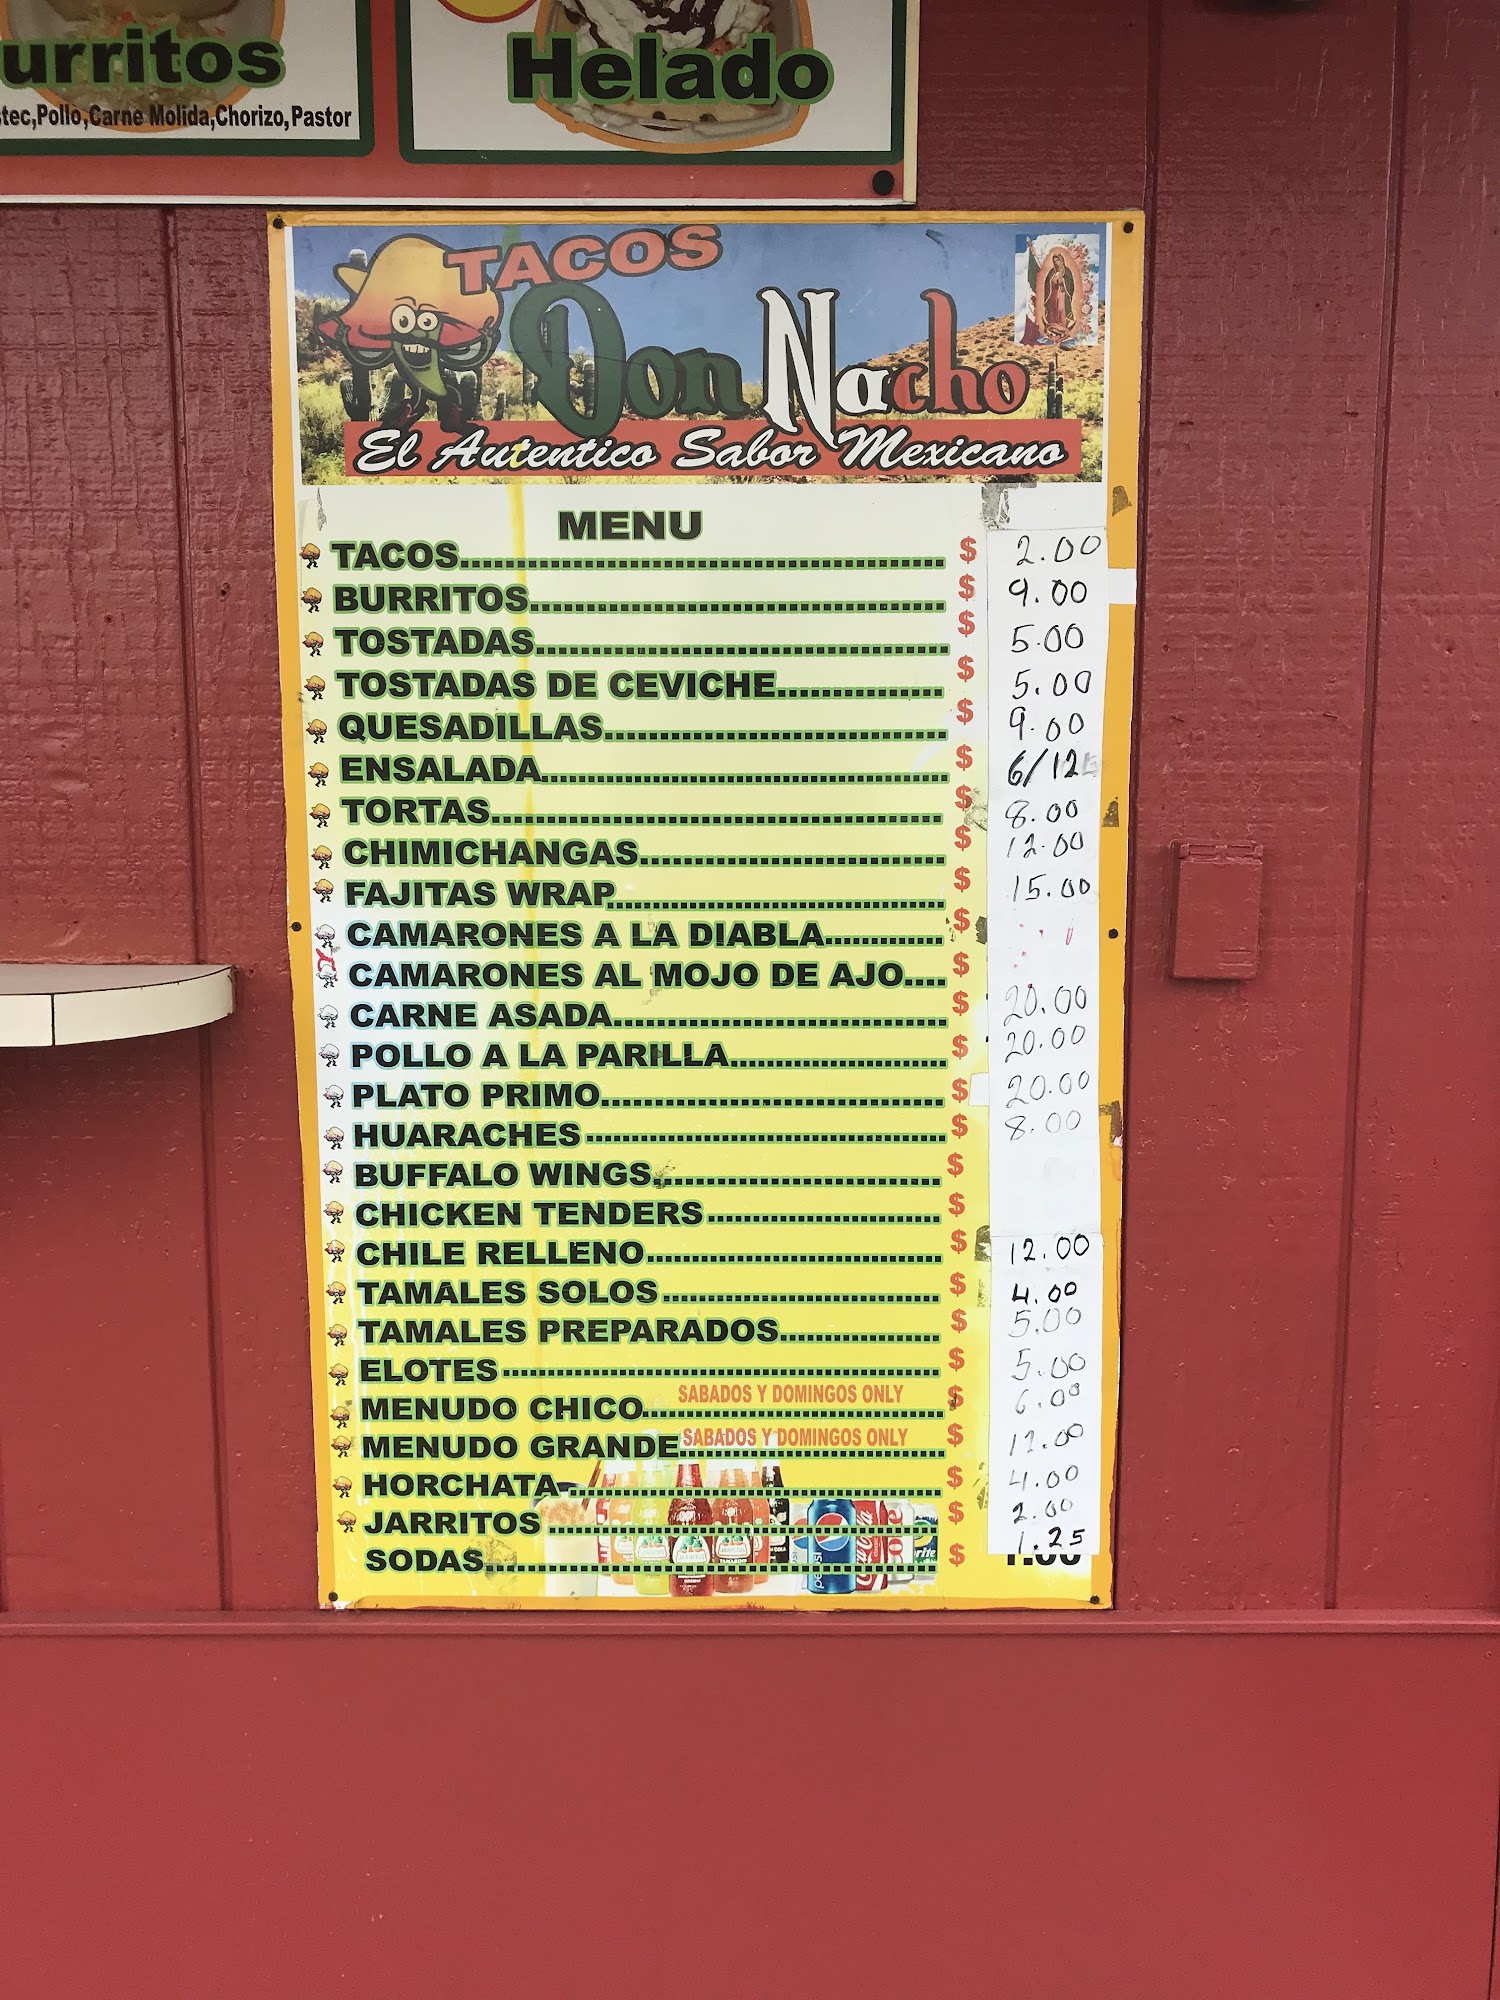 urritos
tec,Pollo,Carne Molida,Chorizo,Pastor
Helado
TACOS
Don Nacho
El Autentico Sabor Mexicano
MENU
TACOS $ 2.00
BURRITOS $ 9.00
TOSTADAS $ 5.00
TOSTADAS DE CEVICHE $ 5.00
QUESADILLAS $ 9.00
ENSALADA $ 6/12
TORTAS $ 8.00
CHIMICHANGAS $ 12.00
FAJITAS WRAP $ 15.00
CAMARONES A LA DIABLA $
CAMARONES AL MOJO DE AJO $
CARNE ASADA $ 20.00
POLLO A LA PARILLA $ 20.00
PLATO PRIMO $ 20.00
HUARACHES $ 8.00
BUFFALO WINGS $
CHICKEN TENDERS $
CHILE RELLENO $ 12.00
TAMALES SOLOS $ 4.00
TAMALES PREPARADOS $ 5.00
ELOTES $ 5.00
MENUDO CHICO SABADOS Y DOMINGOS ONLY $ 6.00
MENUDO GRANDE SABADOS Y DOMINGOS ONLY $ 12.00
HORCHATA $ 4.00
JARRITOS $ 2.00
SODAS $ 1.25
pepsi
Coca-Cola